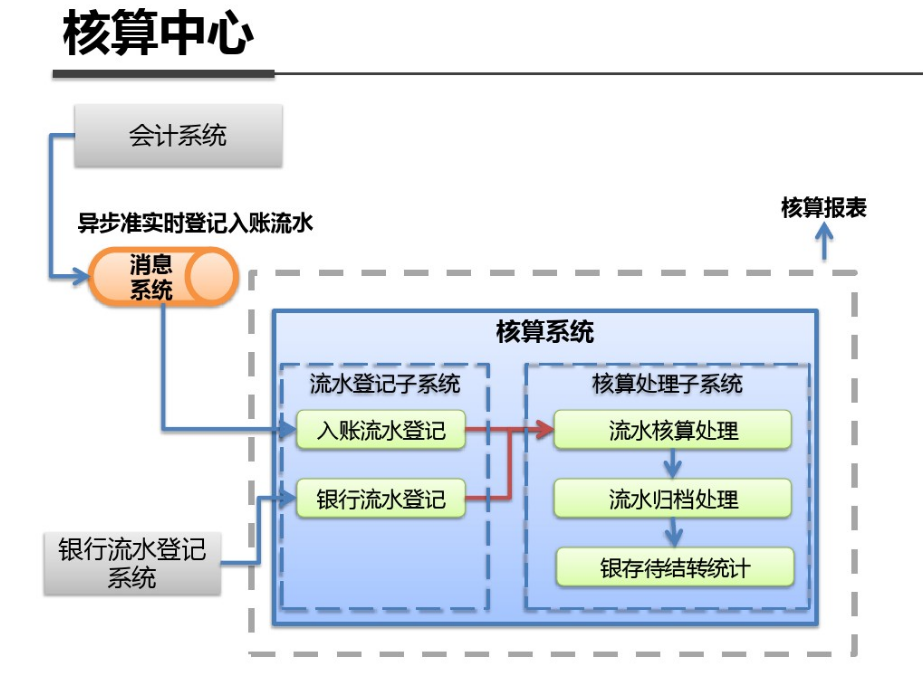 核算中心
会计系统
异步准实时登记入账流水
核算报表
消息
系统
核算系统
流水登记子系统
核算处理子系统
入账流水登记
流水核算处理
银行流水登记
流水归档处理
银行流水登记
系统
银存待结转统计